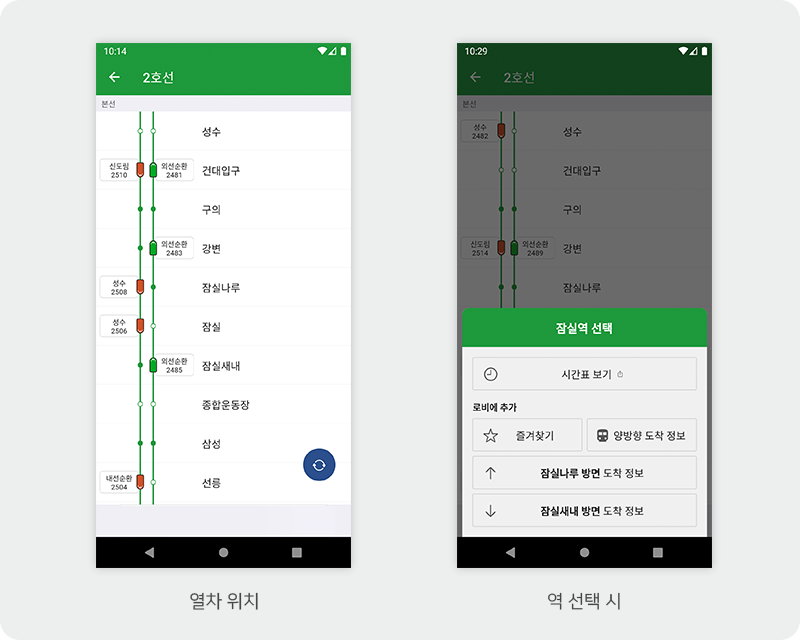 10:14
2호선
본선
성수
신도림
2510
외선순환
2481
건대입구
구의
외선순환
2483
강변
성수
2508
잠실나루
성수
2506
잠실
외선순환
2485
잠실새내
종합운동장
삼성
내선순환
2504
선릉
열차 위치
10:29
2호선
본선
성수
2482
성수
건대입구
구의
신도림
2514
외선순환
2489
강변
잠실나루
잠실역 선택
시간표 보기
로비에 추가
즐겨찾기
양방향 도착 정보
잠실나루 방면 도착 정보
잠실새내 방면 도착 정보
역 선택 시